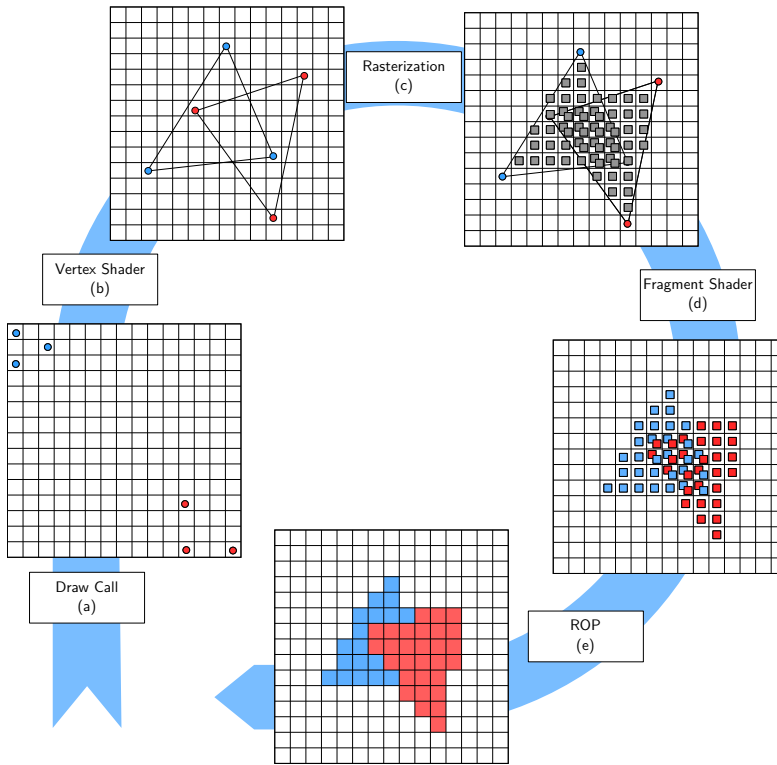 Rasterization
(c)
Vertex Shader
(b)
Fragment Shader
(d)
Draw Call
(a)
ROP
(e)